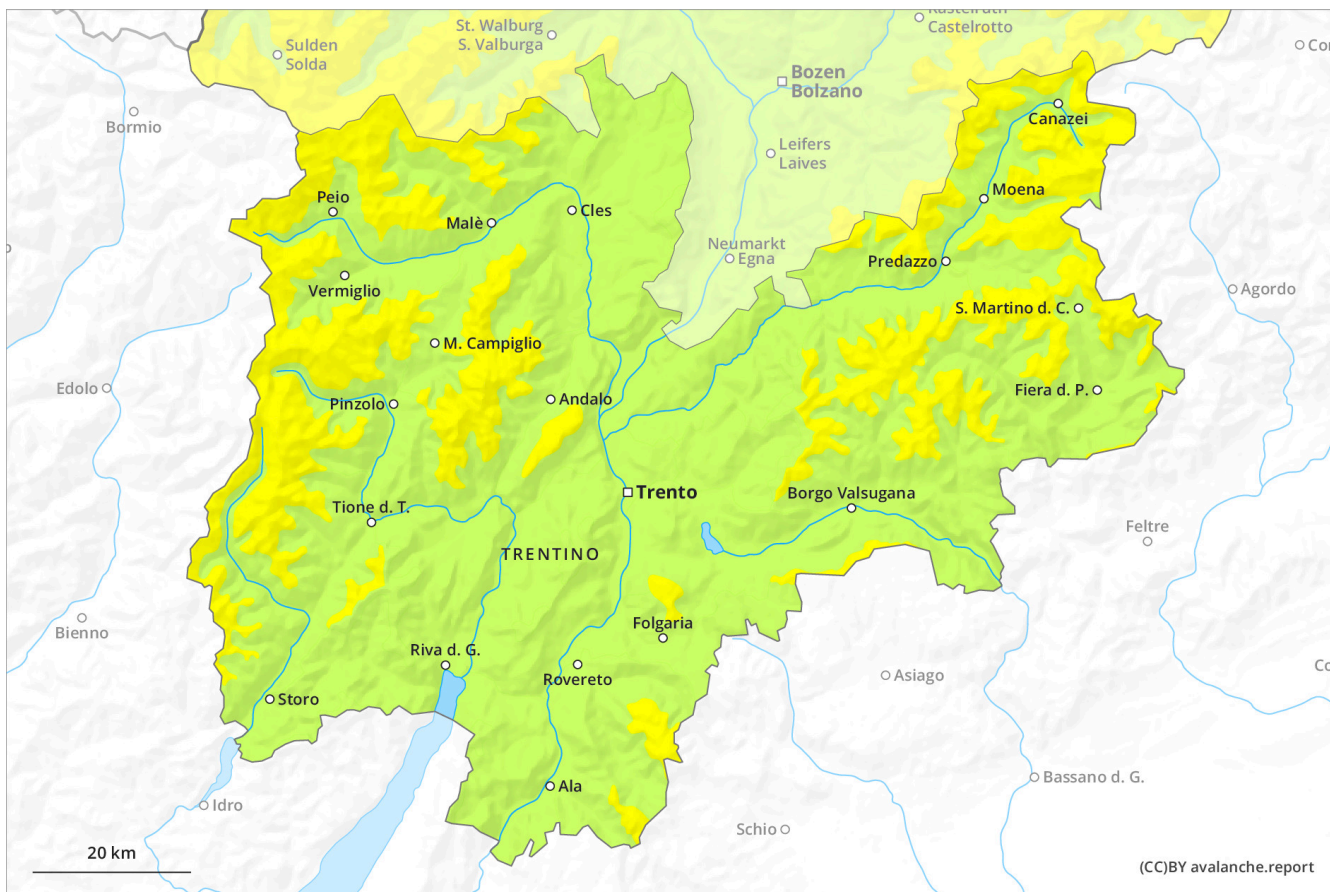 St. Walburg
S. Valburga
Kastelruth
Castelrotto
Sulden
Solda
Bozen
Bolzano
Bormio
Canazei
Leifers
Laives
Peio
Malè
Cles
Moena
Neumarkt
Egna
Predazzo
Vermiglio
Agordo
S. Martino d. C.
M. Campiglio
Edolo
Pinzolo
Andalo
Fiera d. P.
Trento
Borgo Valsugana
Tione d. T.
Feltre
TRENTINO
Bienno
Folgaria
Riva d. G.
Rovereto
Asiago
Storo
Bassano d. G.
Ala
Idro
Schio
20 km
(CC)BY avalanche.report